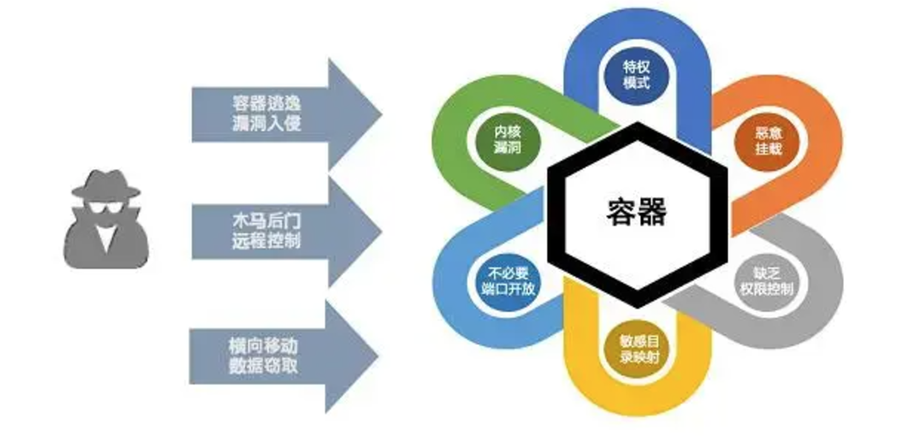 容器逃逸
漏洞入侵
木马后门
远程控制
横向移动
数据窃取
特权
模式
恶意
挂载
缺乏
权限控制
敏感目
录映射
不必要
端口开放
内核
漏洞
容器